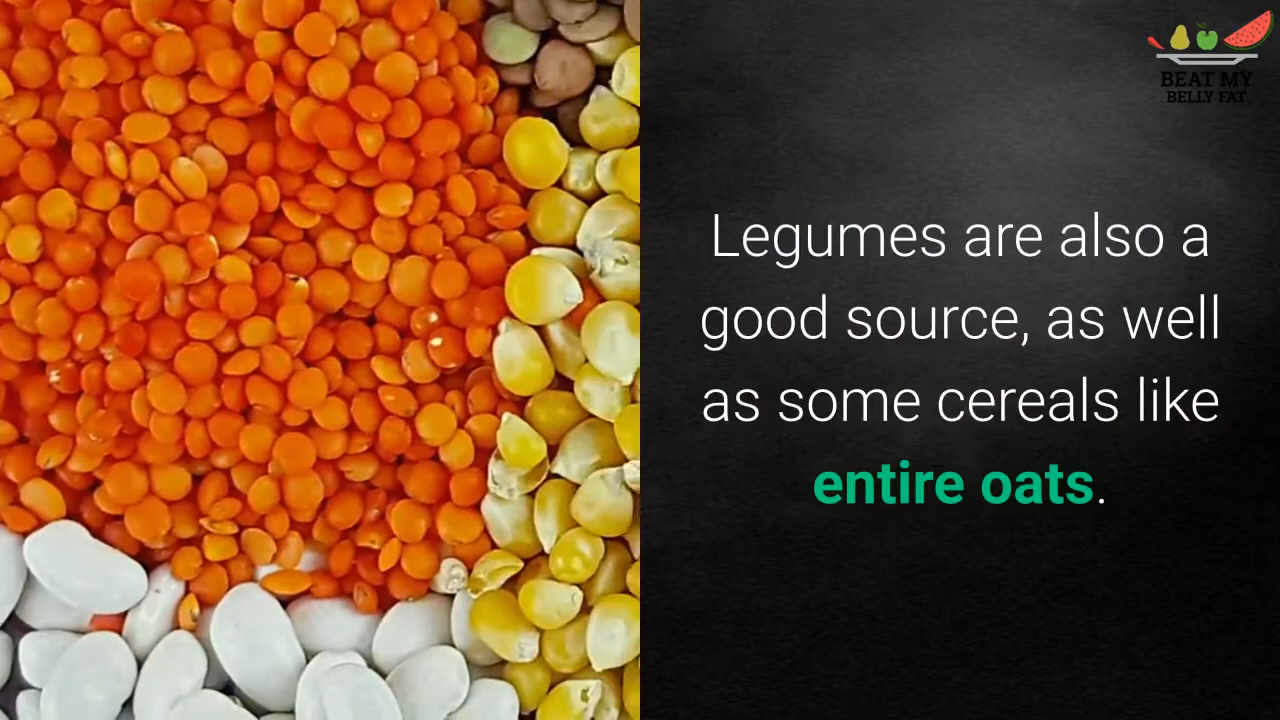 BEAT MY
BELLY FAT
Legumes are also a
good source, as well
as some cereals like
entire oats.